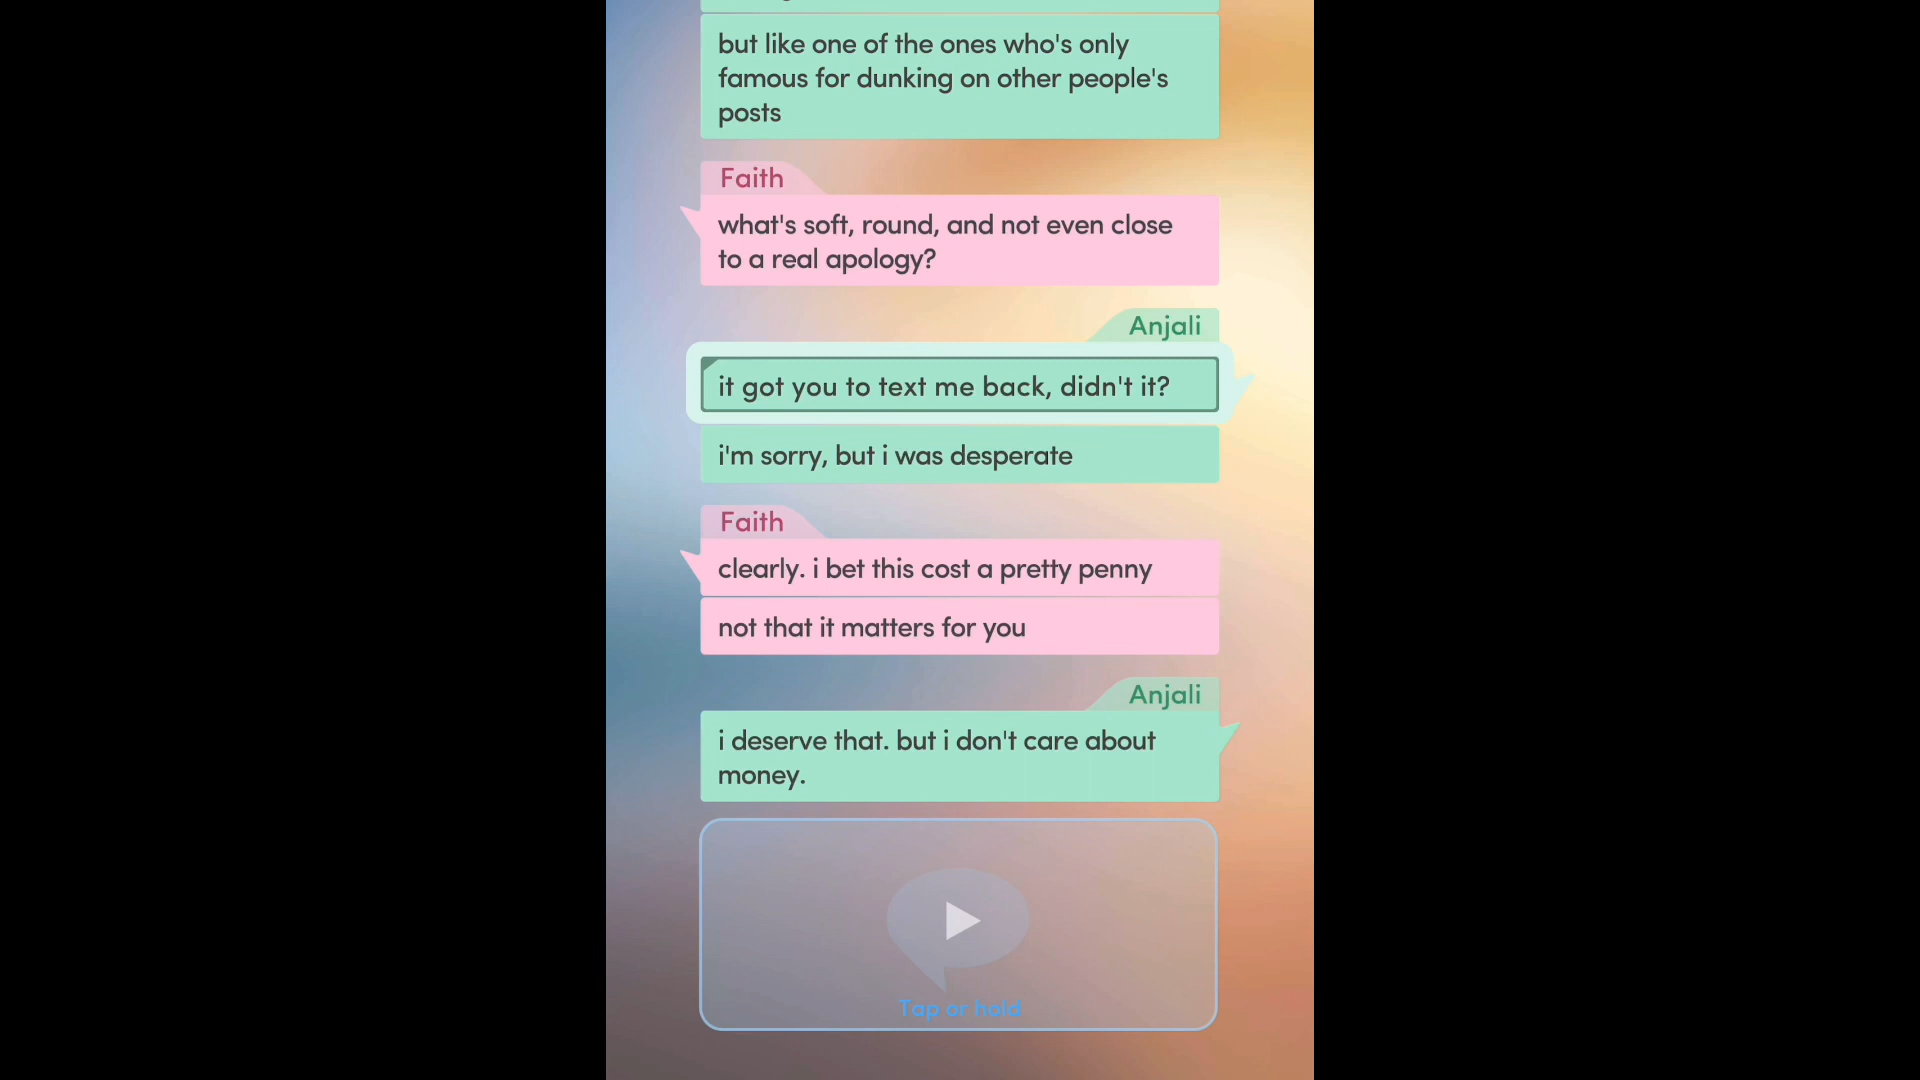 but like one of the ones who's only
famous for dunking on other people's
posts
Faith
what's soft, round, and not even close
to a real apology?
Anjali
it got you to text me back, didn't it?
i'm sorry, but i was desperate
Faith
clearly. i bet this cost a pretty penny
not that it matters for you
Anjali
i deserve that. but i don't care about
money.
Tap or hold